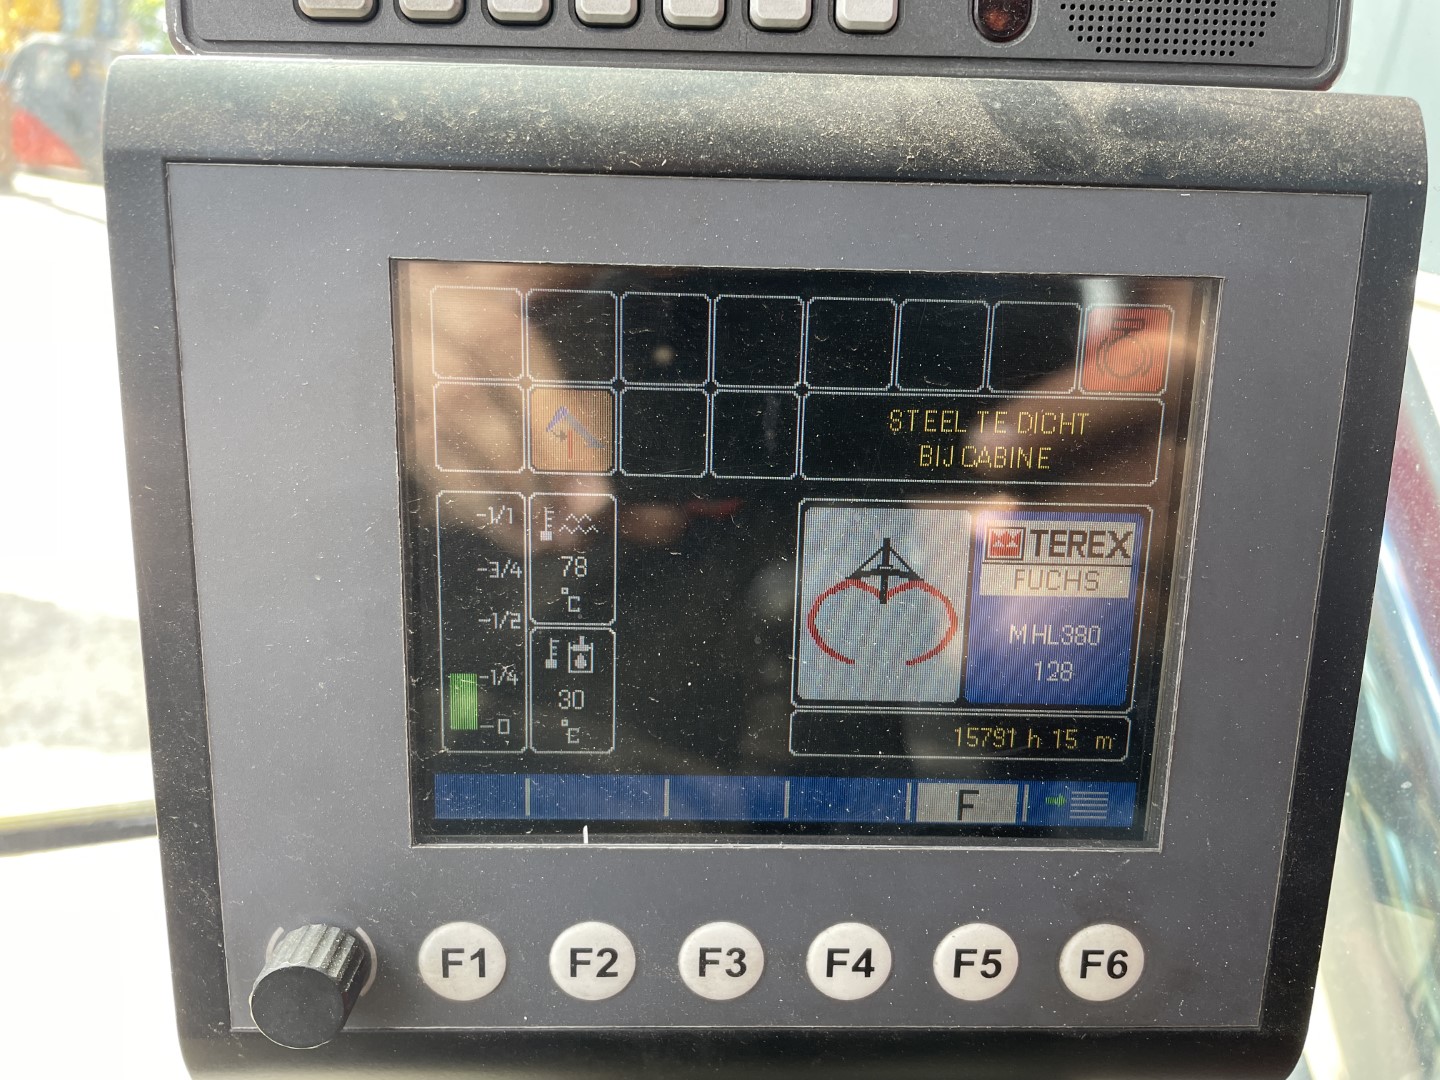 STEEL TE DICHT
BIJ CABINE
-1/1
-3/4
-1/2
-1/4
-0
78
°C
30
°C
TEREX
FUCHS
MHL380
128
15791 h 15 m
F
F1 F2 F3 F4 F5 F6